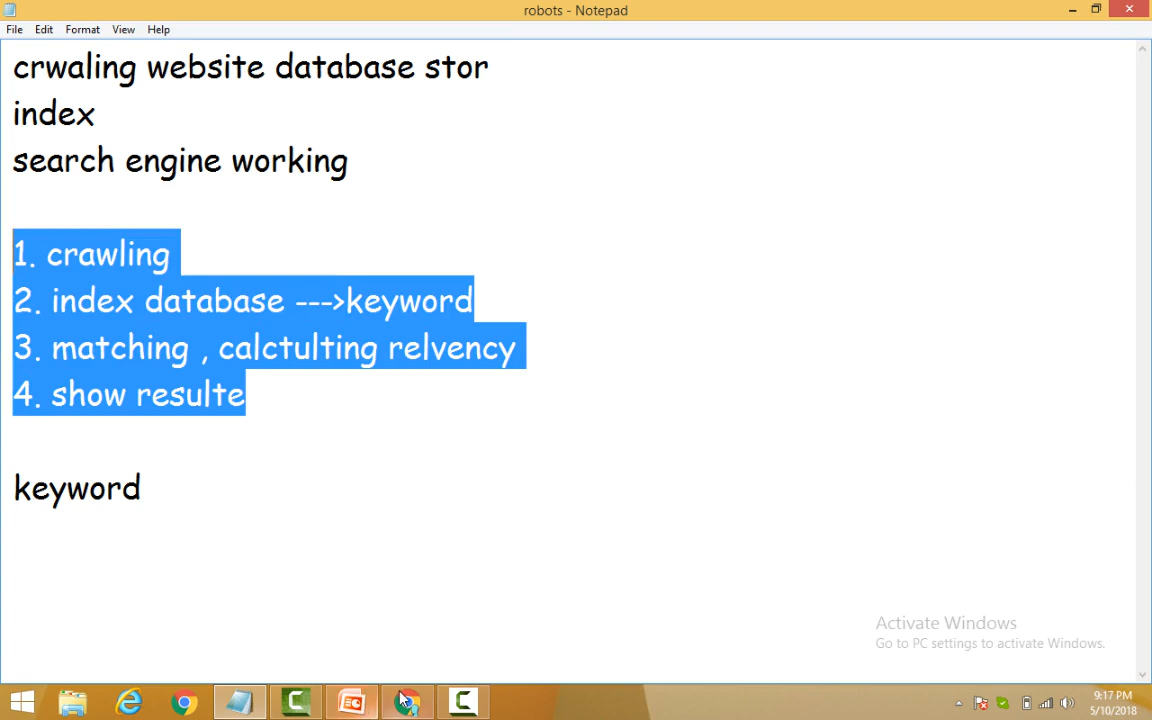 robots - Notepad
File Edit Format View Help
crwaling website database stor
index
search engine working
1. crawling
2. index database --->keyword
3. matching , calctulting relvency
4. show resulte
keyword
Activate Windows
Go to PC settings to activate Windows.
9:17 PM
5/10/2018